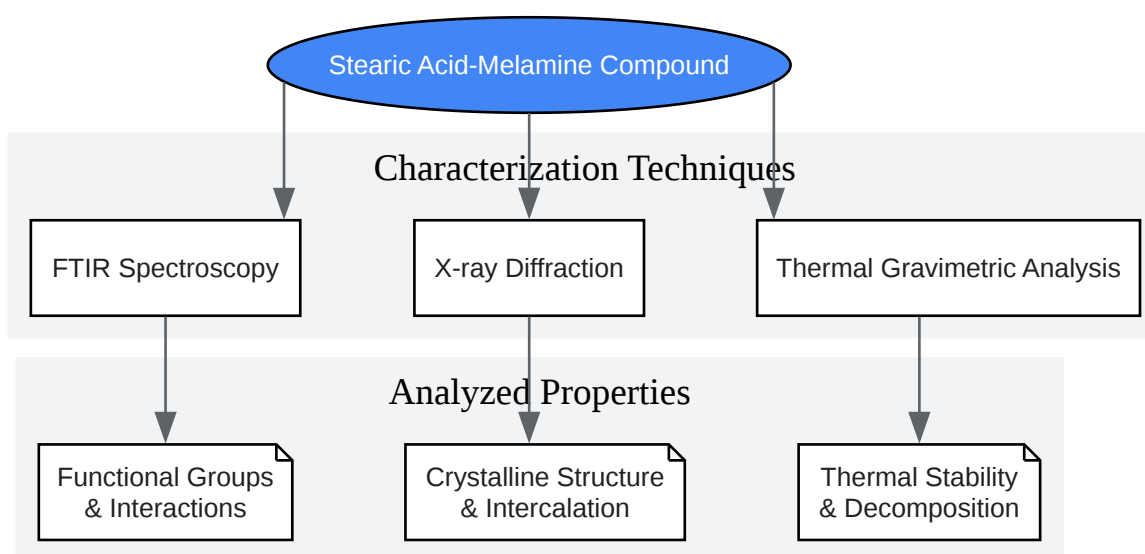 Stearic Acid-Melamine Compound
Characterization Techniques
FTIR Spectroscopy
X-ray Diffraction
Thermal Gravimetric Analysis
Analyzed Properties
Functional Groups
& Interactions
Crystalline Structure
& Intercalation
Thermal Stability
& Decomposition